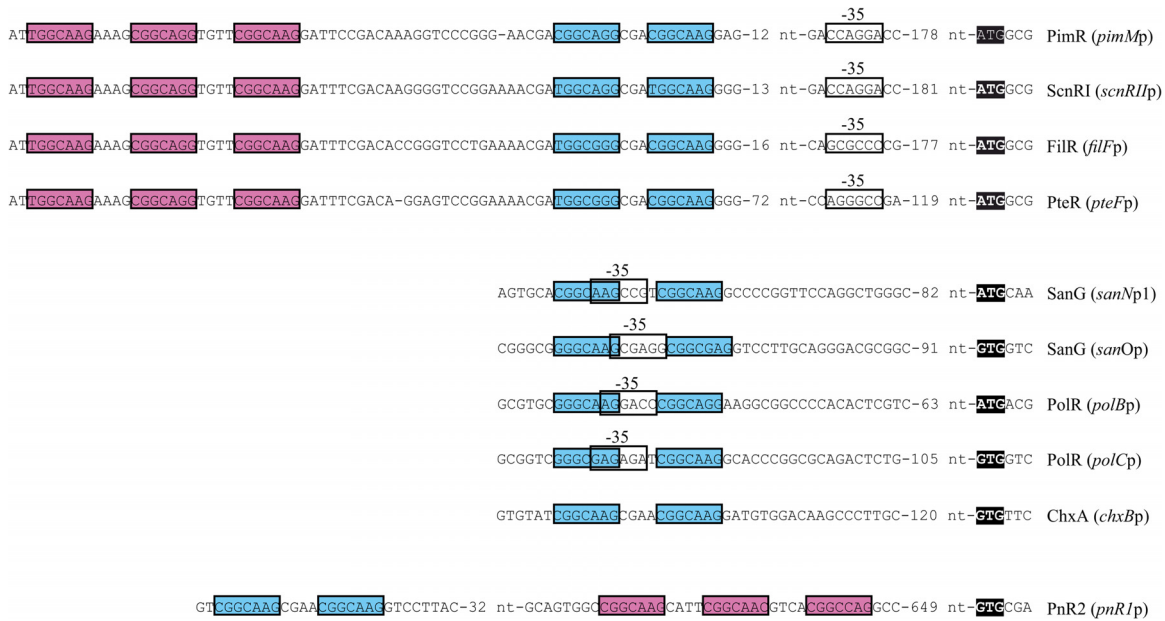 -35
ATTGGCAAGAAAGCGGCAGGTGTTCGGCAAGGATTCCGACAAAGGTCCCGGG-AACGACGGCAGGCGACGGCAAGGAG-12 nt-GACCAGGACC-178 nt-ATGGCG PimR (pimMp)
-35
ATTGGCAAGAAAGCGGCAGGTGTTCGGCAAGGATTTCGACAAGGGGTCCGGAAAACGATGGCAGGCGATGGCAAGGGG-13 nt-GACCAGGACC-181 nt-ATGGCG ScnRI (scnRIIp)
-35
ATTGGCAAGAAAGCGGCAGGTGTTCGGCAAGGATTTCGACACCGGGTCCTGAAAACGATGGCGGGCGACGGCAAGGGG-16 nt-CAGCGCCCCG-177 nt-ATGGCG FilR (filFp)
-35
ATTGGCAAGAAAGCGGCAGGTGTTCGGCAAGGATTTCGACA-GGAGTCCGGAAAACGATGGCGGGCGACGGCAAGGGG-72 nt-CCAGGGCCGA-119 nt-ATGGCG PteR (pteFp)
-35
AGTGCACGGCAAGCCGTCGGCAAGGCCCCGGTTCCAGGCTGGGC-82 nt-ATGCAA SanG (sanNp1)
-35
CGGGCGGGGCAAGCGAGGCGGCGAGGTCCTTGCAGGGACGCGGC-91 nt-GTGGTC SanG (sanOp)
-35
GCGTGCGGGCAAGGACCCGGCAGGAAGGCGGCCCCACACTCGTC-63 nt-ATGACG PolR (polBp)
-35
GCGGTCGGGCGAGAGATCGGCAAGGCACCCGGCGCAGACTCTG-105 nt-GTGGTC PolR (polCp)
GTGTATCGGCAAGCGAACGGCAAGGATGTGGACAAGCCCTTGC-120 nt-GTGTTC ChxA (chxBp)
GTCGGCAAGCGAACGGCAAGGTCCTTAC-32 nt-GCAGTGGCCGGCAAGCATTCGGCAACGTCACGGCCAGGCC-649 nt-GTGCGA PnR2 (pnR1p)